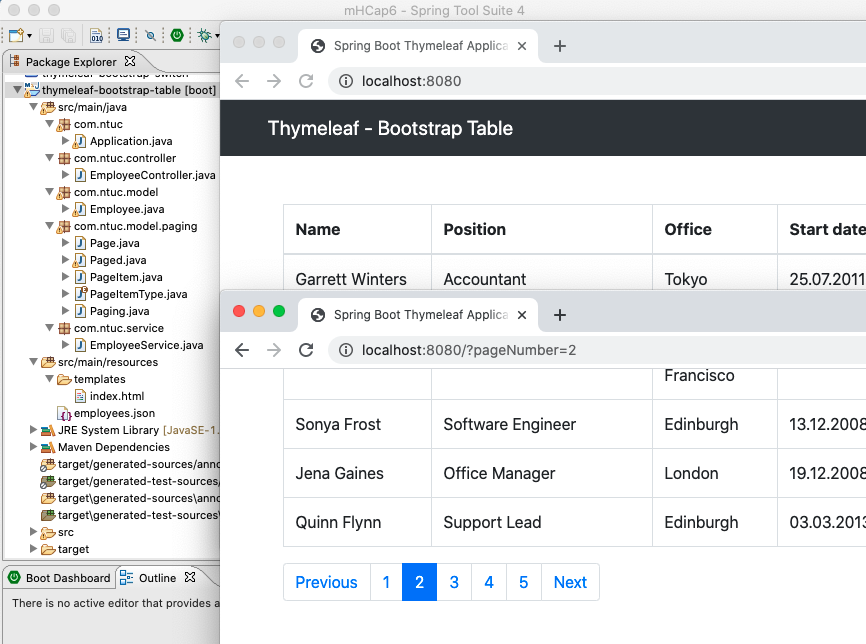 mHCap6 - Spring Tool Suite 4
Package Explorer
thymeleaf-bootstrap-switch
thymeleaf-bootstrap-table [boot]
src/main/java
com.ntuc
Application.java
com.ntuc.controller
EmployeeController.java
com.ntuc.model
Employee.java
com.ntuc.model.paging
Page.java
Paged.java
PageItem.java
PageItemType.java
Paging.java
com.ntuc.service
EmployeeService.java
src/main/resources
templates
index.html
employees.json
JRE System Library [JavaSE-1.
Maven Dependencies
target/generated-sources/anno
target/generated-test-sources/
target\generated-sources\anno
target\generated-test-sources\
src
target
Boot Dashboard
Outline
There is no active editor that provides a
Spring Boot Thymeleaf Applica
localhost:8080
Thymeleaf - Bootstrap Table
Name Position Office Start date
Garrett Winters Accountant Tokyo 25.07.2011
Spring Boot Thymeleaf Applica
localhost:8080/?pageNumber=2
Francisco
Sonya Frost Software Engineer Edinburgh 13.12.2008
Jena Gaines Office Manager London 19.12.2008
Quinn Flynn Support Lead Edinburgh 03.03.2013
Previous 1 2 3 4 5 Next